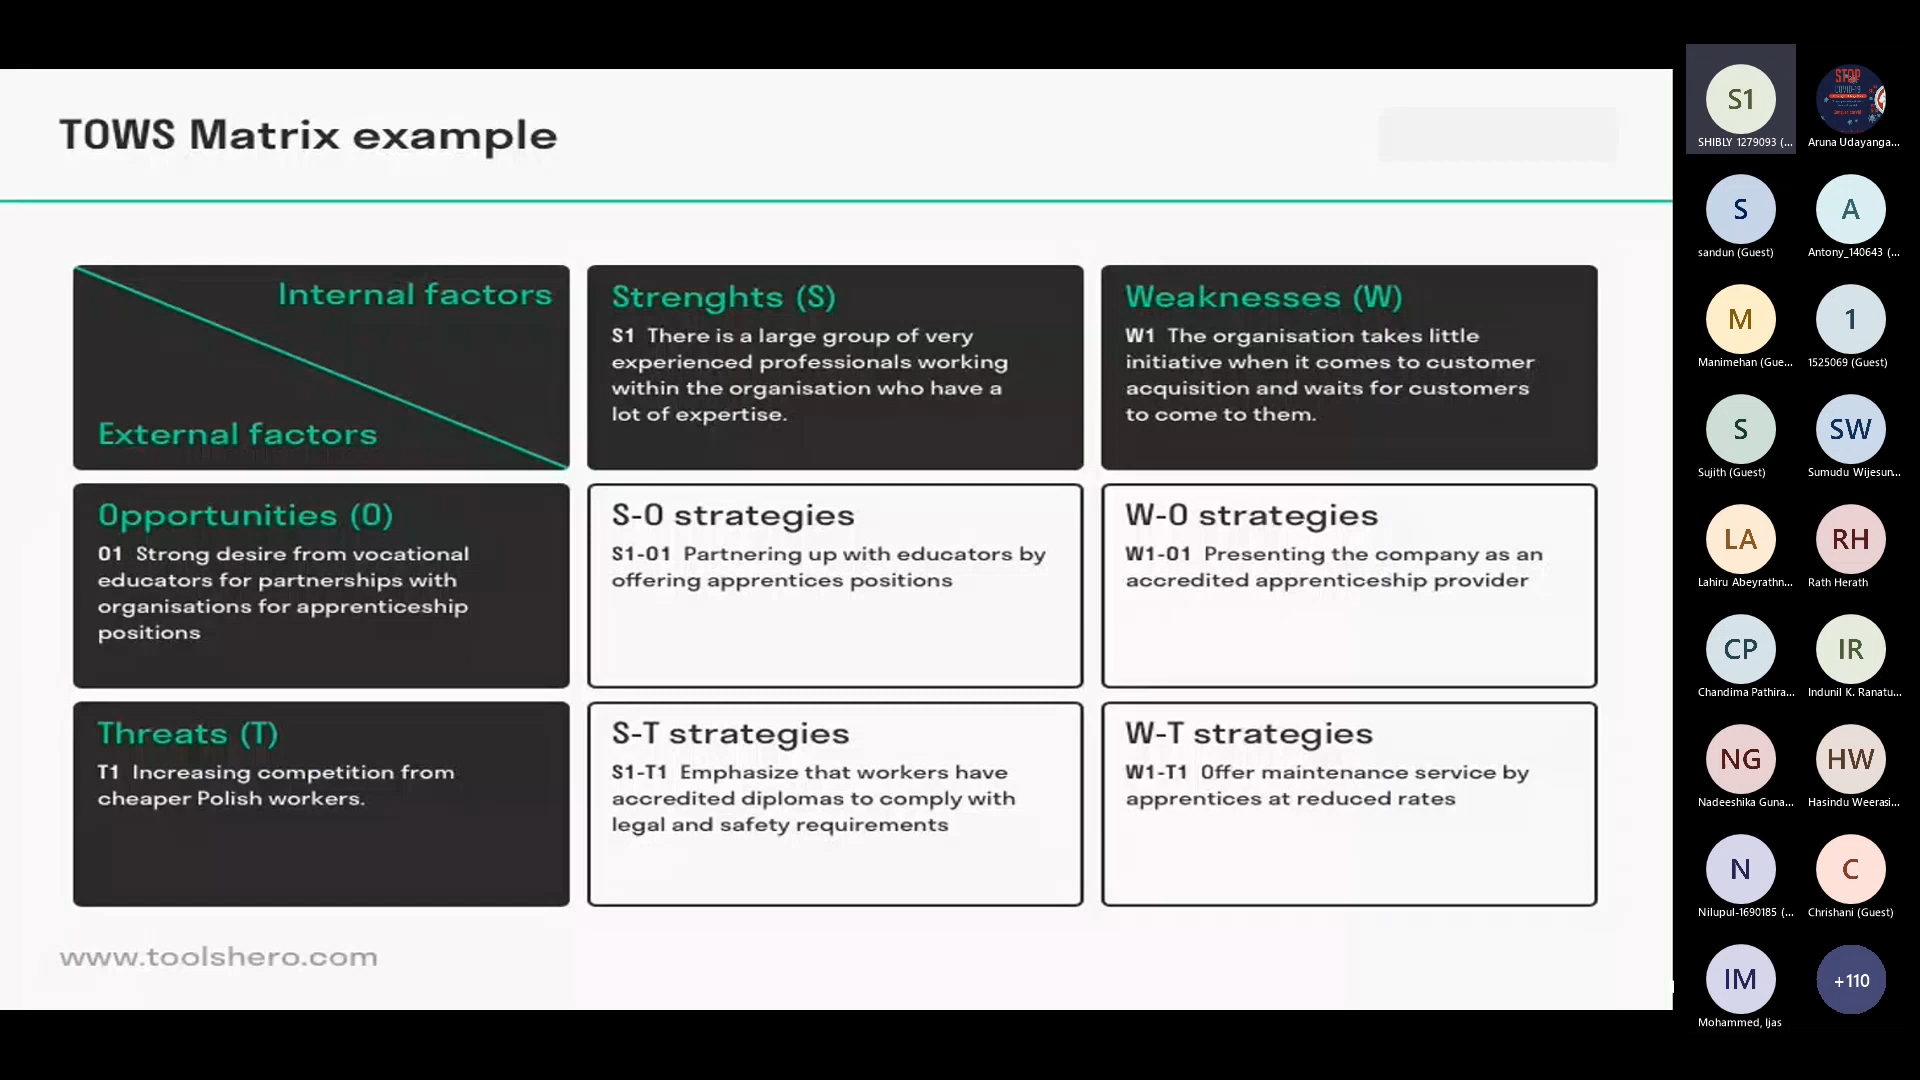 TOWS Matrix example
Internal factors
External factors
Strenghts (S)
S1 There is a large group of very
experienced professionals working
within the organisation who have a
lot of expertise.
Weaknesses (W)
W1 The organisation takes little
initiative when it comes to customer
acquisition and waits for customers
to come to them.
Opportunities (O)
O1 Strong desire from vocational
educators for partnerships with
organisations for apprenticeship
positions
S-O strategies
S1-O1 Partnering up with educators by
offering apprentices positions
W-O strategies
W1-O1 Presenting the company as an
accredited apprenticeship provider
Threats (T)
T1 Increasing competition from
cheaper Polish workers.
S-T strategies
S1-T1 Emphasize that workers have
accredited diplomas to comply with
legal and safety requirements
W-T strategies
W1-T1 Offer maintenance service by
apprentices at reduced rates
www.toolshero.com
S1
SHIBLY 1279093 (...
STOP
COVID-19
Aruna Udayanga...
S
sandun (Guest)
A
Antony_140643 (...
M
Manimehan (Gue...
1
1525069 (Guest)
S
Sujith (Guest)
SW
Sumudu Wijesun...
LA
Lahiru Abeyrathn...
RH
Rath Herath
CP
Chandima Pathira...
IR
Indunil K. Ranatu...
NG
Nadeeshika Guna...
HW
Hasindu Weerasi...
N
Nilupul-1690185 (...
C
Chrishani (Guest)
IM
Mohammed, Ijas
+110